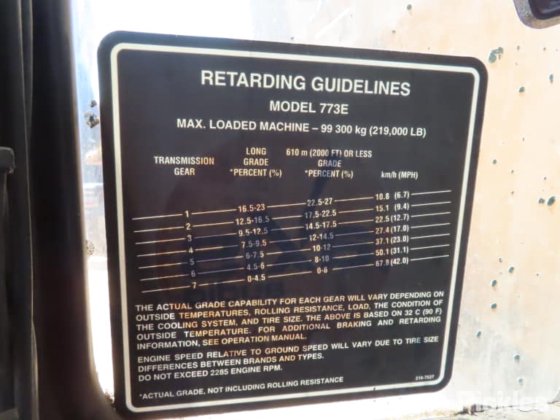 RETARDING GUIDELINES
MODEL 773E
MAX. LOADED MACHINE – 99 300 kg (219,000 LB)
TRANSMISSION GEAR LONG GRADE *PERCENT (%) 610 m (2000 FT) OR LESS GRADE *PERCENT (%) km/h (MPH)
1 16.5-23 22.5-27 10.8 (6.7)
2 12.5-16.5 17.5-22.5 15.1 (9.4)
3 9.5-12.5 14.5-17.5 22.5 (12.7)
4 7.5-9.5 12-14.5 27.4 (17.0)
5 6-7.5 10-12 37.1 (23.0)
6 4.5-6 8-10 50.1 (31.1)
7 0-4.5 0-8 67.8 (42.0)
THE ACTUAL GRADE CAPABILITY FOR EACH GEAR WILL VARY DEPENDING ON
OUTSIDE TEMPERATURES, ROLLING RESISTANCE, LOAD, THE CONDITION OF
THE COOLING SYSTEM, AND TIRE SIZE. THE ABOVE IS BASED ON 32 C (90 F)
OUTSIDE TEMPERATURE. FOR ADDITIONAL BRAKING AND RETARDING
INFORMATION, SEE OPERATION MANUAL.
ENGINE SPEED RELATIVE TO GROUND SPEED WILL VARY DUE TO TIRE SIZE
DIFFERENCES BETWEEN BRANDS AND TYPES.
DO NOT EXCEED 2285 ENGINE RPM.
*ACTUAL GRADE, NOT INCLUDING ROLLING RESISTANCE
Pickles